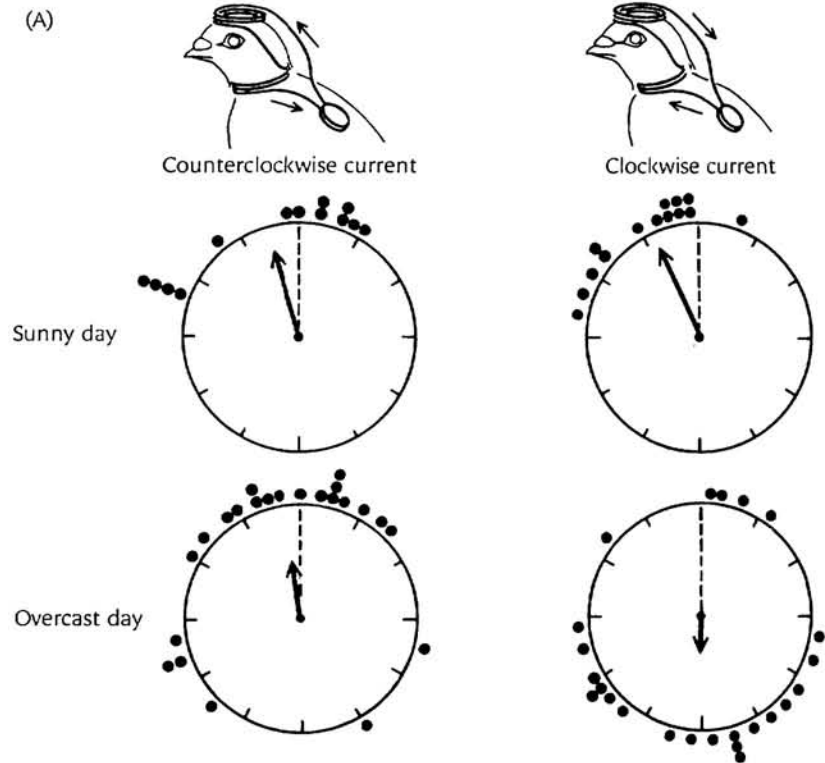 (A)
Counterclockwise current
Clockwise current
Sunny day
Overcast day